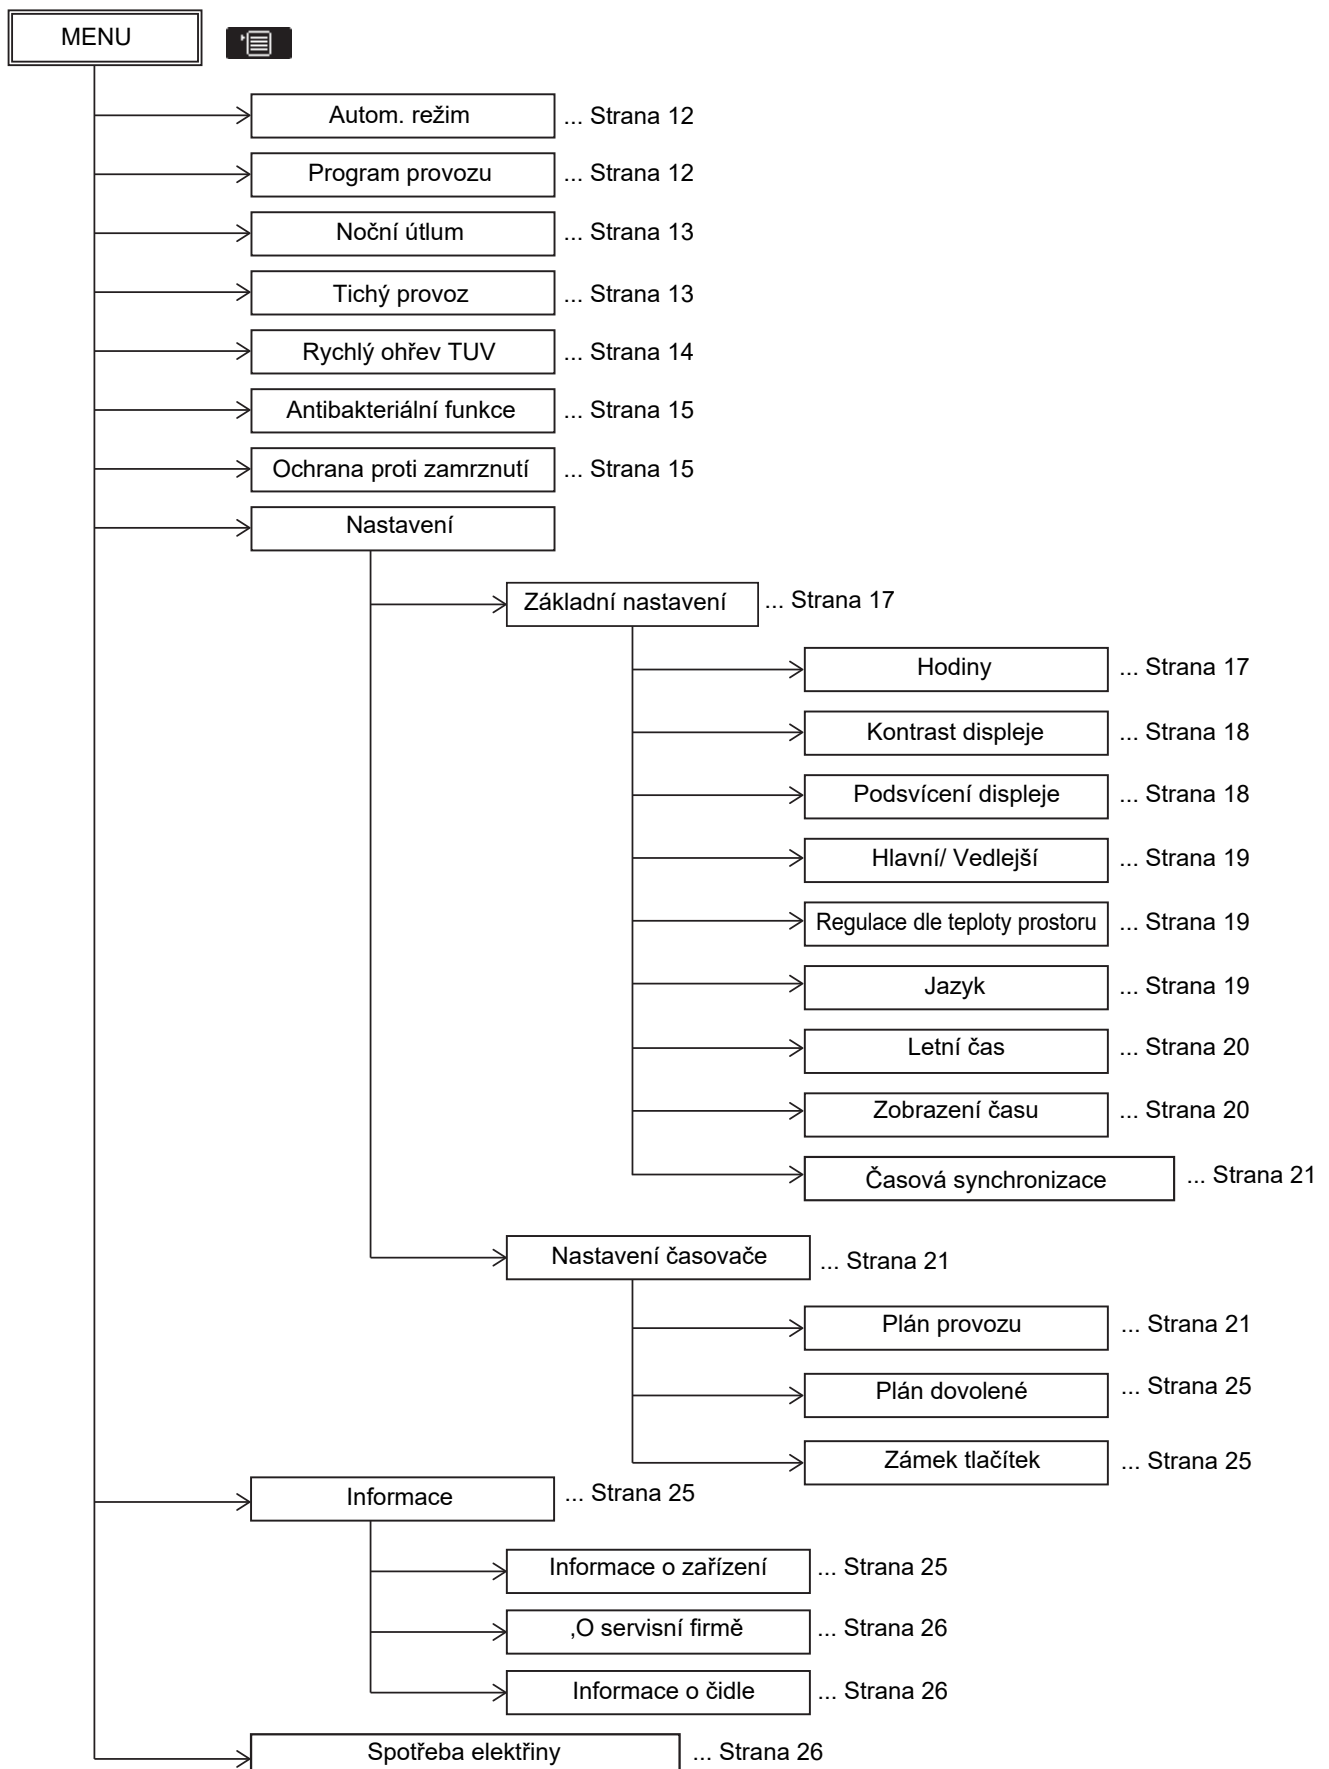 MENU
Autom. režim ... Strana 12
Program provozu ... Strana 12
Noční útlum ... Strana 13
Tichý provoz ... Strana 13
Rychlý ohřev TUV ... Strana 14
Antibakteriální funkce ... Strana 15
Ochrana proti zamrznutí ... Strana 15
Nastavení
Základní nastavení ... Strana 17
Hodiny ... Strana 17
Kontrast displeje ... Strana 18
Podsvícení displeje ... Strana 18
Hlavní/ Vedlejší ... Strana 19
Regulace dle teploty prostoru ... Strana 19
Jazyk ... Strana 19
Letní čas ... Strana 20
Zobrazení času ... Strana 20
Časová synchronizace ... Strana 21
Nastavení časovače ... Strana 21
Plán provozu ... Strana 21
Plán dovolené ... Strana 25
Zámek tlačítek ... Strana 25
Informace ... Strana 25
Informace o zařízení ... Strana 25
,O servisní firmě ... Strana 26
Informace o čidle ... Strana 26
Spotřeba elektřiny ... Strana 26